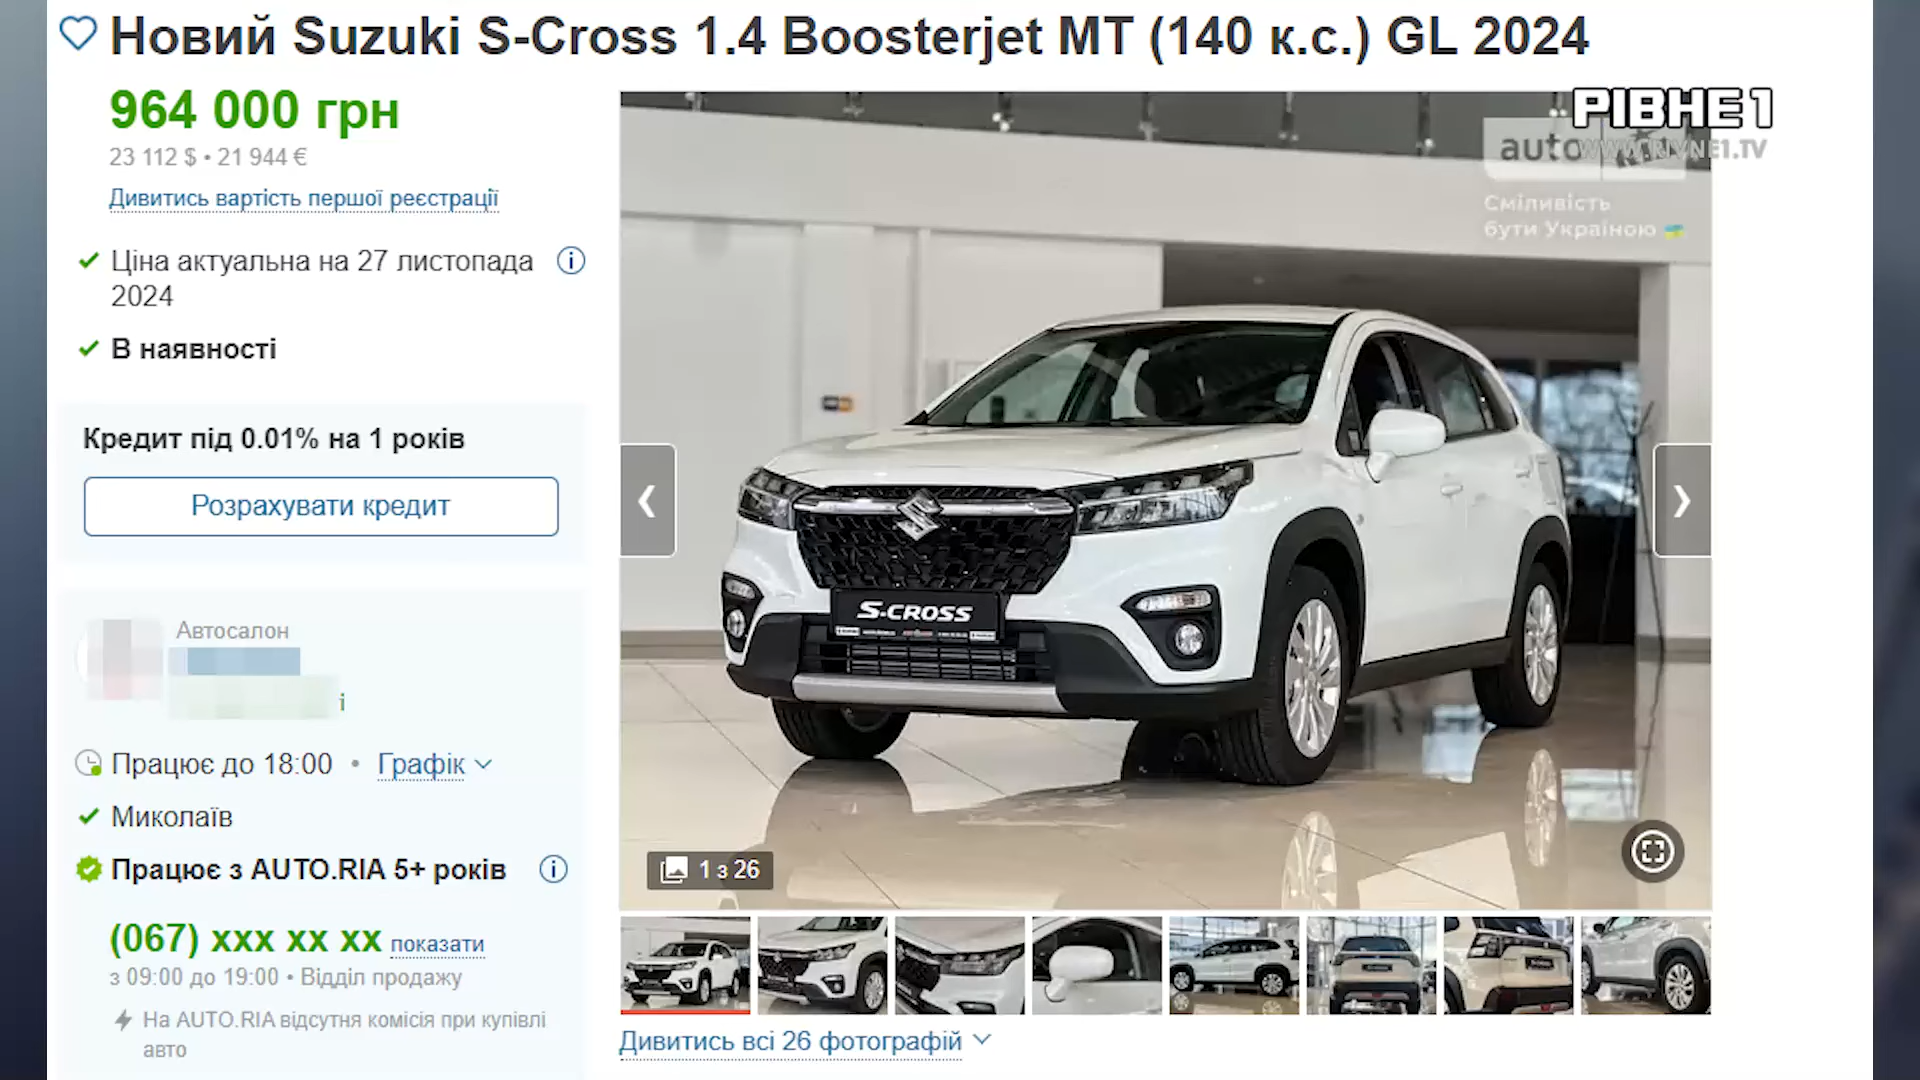 Новий Suzuki S-Cross 1.4 Boosterjet MT (140 к.с.) GL 2024
964 000 грн
23 112 $ • 21 944 €
Дивитись вартість першої реєстрації
Ціна актуальна на 27 листопада
2024
В наявності
Кредит під 0.01% на 1 років
Розрахувати кредит
Автосалон
і
Працює до 18:00 • Графік
Миколаїв
Працює з AUTO.RIA 5+ років
(067) xxx xx xx показати
з 09:00 до 19:00 • Відділ продажу
На AUTO.RIA відсутня комісія при купівлі
авто
РІВНЕ 1
auto
WWW.RIVNE1.TV
Сміливість
бути Україною
S-CROSS
1 з 26
Дивитись всі 26 фотографій